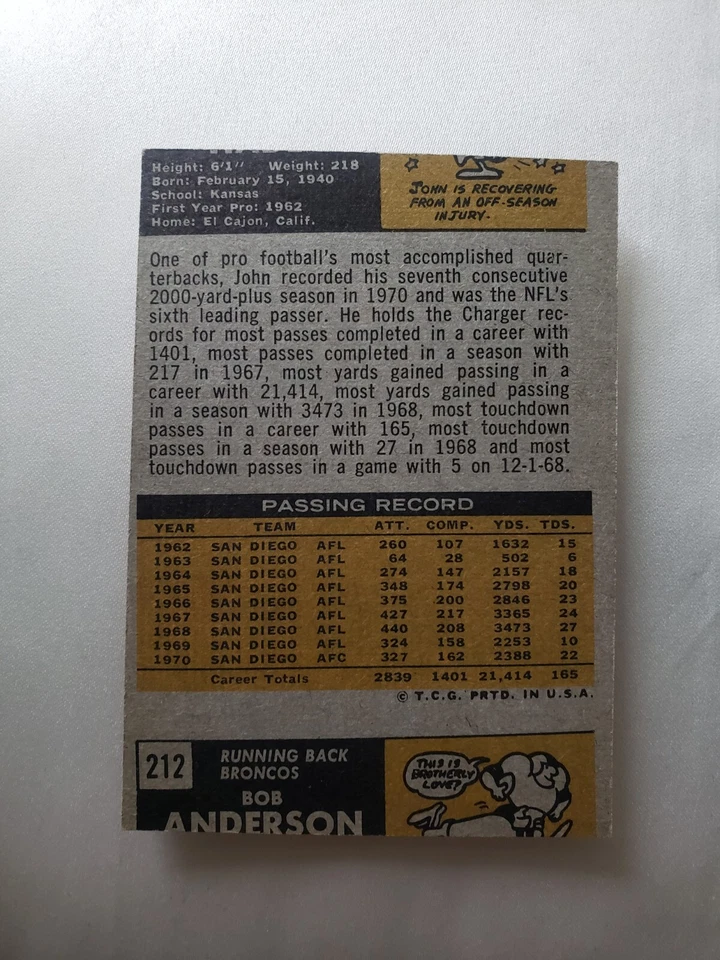 Height: 6'1" Weight: 218
Born: February 15, 1940
School: Kansas
First Year Pro: 1962
Home: El Cajon, Calif.
JOHN IS RECOVERING
FROM AN OFF-SEASON
INJURY.
One of pro football's most accomplished quar-
terbacks, John recorded his seventh consecutive
2000-yard-plus season in 1970 and was the NFL's
sixth leading passer. He holds the Charger rec-
ords for most passes completed in a career with
1401, most passes completed in a season with
217 in 1967, most yards gained passing in a
career with 21,414, most yards gained passing
in a season with 3473 in 1968, most touchdown
passes in a career with 165, most touchdown
passes in a season with 27 in 1968 and most
touchdown passes in a game with 5 on 12-1-68.
PASSING RECORD
YEAR TEAM ATT. COMP. YDS. TDS.
1962 SAN DIEGO AFL 260 107 1632 15
1963 SAN DIEGO AFL 64 28 502 6
1964 SAN DIEGO AFL 274 147 2157 18
1965 SAN DIEGO AFL 348 174 2798 20
1966 SAN DIEGO AFL 375 200 2846 23
1967 SAN DIEGO AFL 427 217 3365 24
1968 SAN DIEGO AFL 440 208 3473 27
1969 SAN DIEGO AFL 324 158 2253 10
1970 SAN DIEGO AFC 327 162 2388 22
Career Totals 2839 1401 21,414 165
© T.C.G. PRTD. IN U.S.A.
212
RUNNING BACK
BRONCOS
BOB
ANDERSON
THIS IS
BROTHERLY
LOVE?